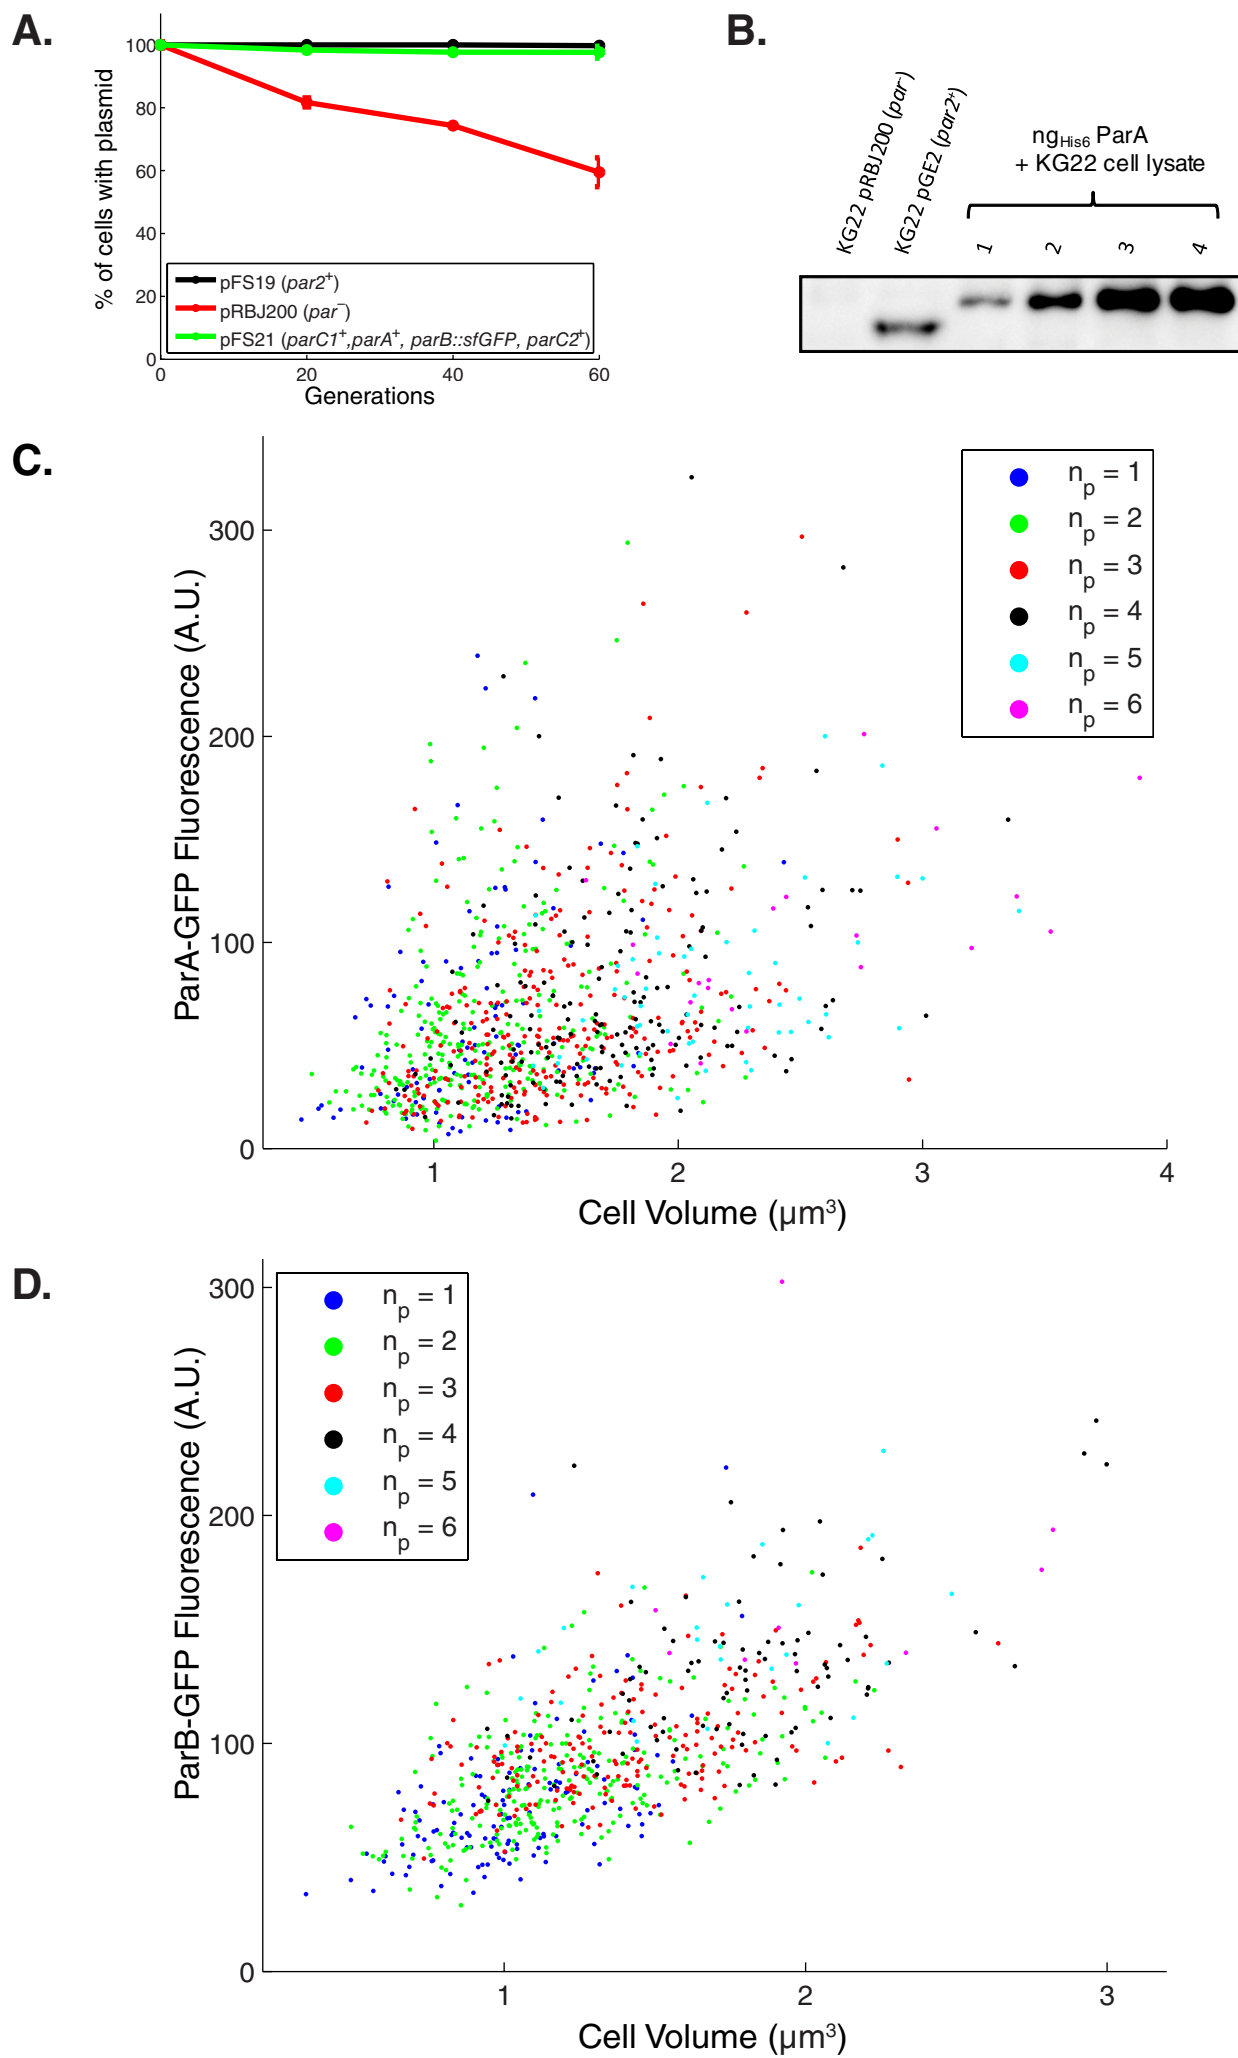 A.
100
80
60
40
20
0
0 20 40 60
% of cells with plasmid
Generations
pFS19 (par2⁺)
pRBJ200 (par⁻)
pFS21 (parC1⁺,parA⁺, parB::sfGFP, parC2⁺)
B.
KG22 pRBJ200 (par⁻)
KG22 pGE2 (par2⁺)
ng His6 ParA
+ KG22 cell lysate
1 2 3 4
C.
300
200
100
0
1 2 3 4
ParA-GFP Fluorescence (A.U.)
Cell Volume (μm³)
nₚ = 1
nₚ = 2
nₚ = 3
nₚ = 4
nₚ = 5
nₚ = 6
D.
300
200
100
0
1 2 3
ParB-GFP Fluorescence (A.U.)
Cell Volume (μm³)
nₚ = 1
nₚ = 2
nₚ = 3
nₚ = 4
nₚ = 5
nₚ = 6